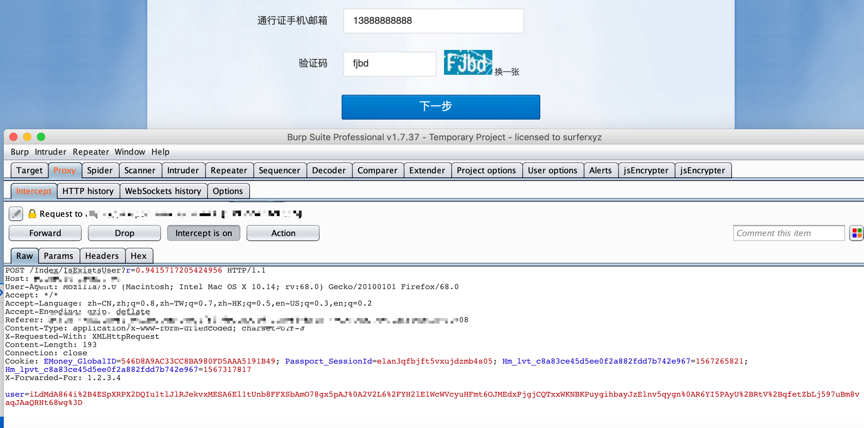 通行证手机\邮箱 13888888888
验证码 fjbd FJbd 换一张
下一步
Burp Suite Professional v1.7.37 - Temporary Project - licensed to surferxyz
Burp Intruder Repeater Window Help
Target Proxy Spider Scanner Intruder Repeater Sequencer Decoder Comparer Extender Project options User options Alerts jsEncrypter jsEncrypter
Intercept HTTP history WebSockets history Options
Request to
Forward Drop Intercept is on Action Comment this item
Raw Params Headers Hex
POST /Index/IsExistsUser?r=0.9415717205424956 HTTP/1.1
Host:
User-Agent: Mozilla/5.0 (Macintosh; Intel Mac OS X 10.14; rv:68.0) Gecko/20100101 Firefox/68.0
Accept: */*
Accept-Language: zh-CN,zh;q=0.8,zh-TW;q=0.7,zh-HK;q=0.5,en-US;q=0.3,en;q=0.2
Accept-Encoding: gzip, deflate
Referer: 08
Content-Type: application/x-www-form-urlencoded; charset=UTF-8
X-Requested-With: XMLHttpRequest
Content-Length: 193
Connection: close
Cookie: EMoney_GlobalID=546D8A9AC33CC8BA980FD5AAA5191B49; Passport_SessionId=elan3qfbjft5vxujdzmb4s05; Hm_lvt_c8a83ce45d5ee0f2a882fdd7b742e967=1567265821;
Hm_lpvt_c8a83ce45d5ee0f2a882fdd7b742e967=1567317817
X-Forwarded-For: 1.2.3.4
user=iLdMdA864i%2B4ESpXRPX2DQIultlJlRJekvxMESA6El1tUnb8FFXSbAmO78gx5pAJ%0A2V2L6%2FYH2lE1WcWVcyuHFmt6OJMEdxPjgjCQTxxWKNBKPuygihbayJzElnv5qygn%0AR6YI5PAyU%2BRtV%2BqfetZbLj597uBm8v
aqJAaQRHt68wg%3D